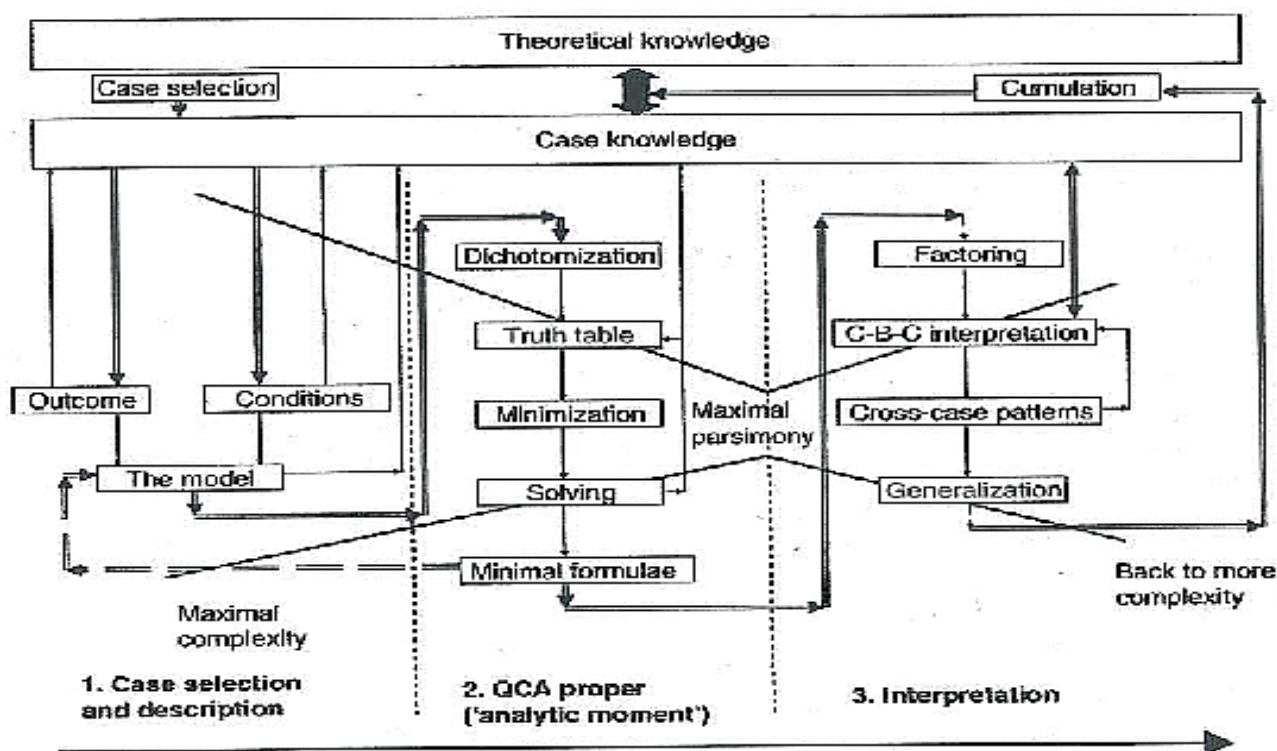 Theoretical knowledge
Case selection
Cumulation
Case knowledge
Dichotomization
Factoring
Truth table
C-B-C interpretation
Outcome
Conditions
Minimization
Maximal
parsimony
Cross-case patterns
The model
Solving
Generalization
Minimal formulae
Back to more
complexity
Maximal
complexity
1. Case selection
and description
2. QCA proper
('analytic moment')
3. Interpretation